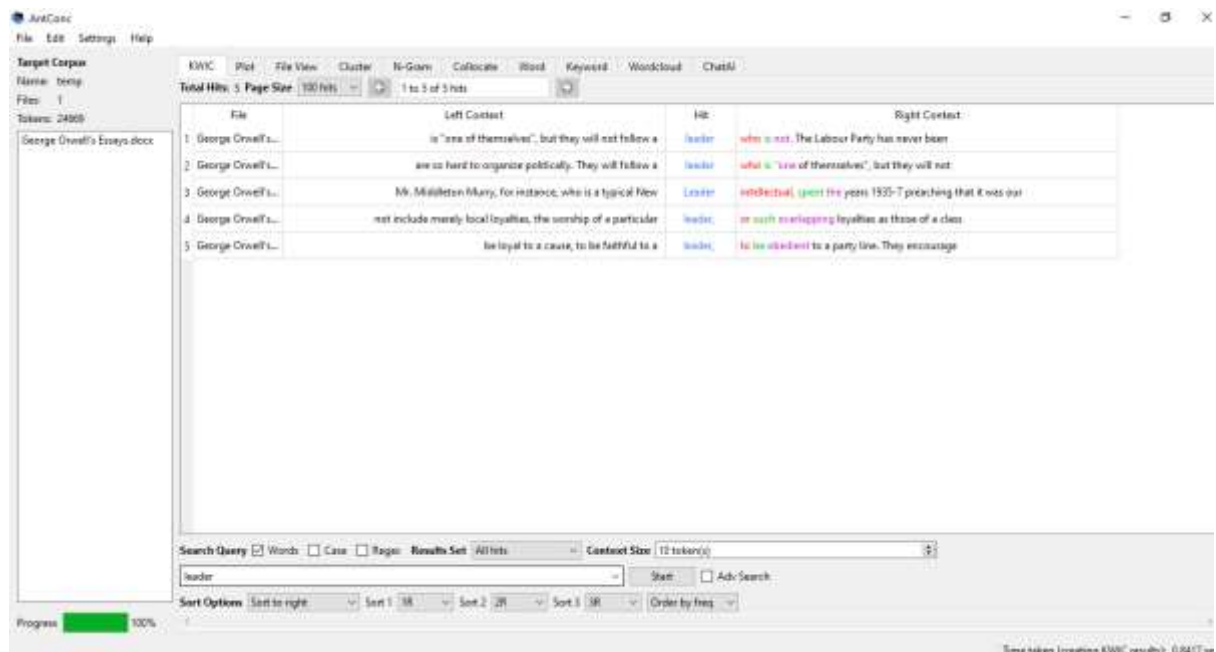 AntConc
File Edit Settings Help
Target Corpus
Name: temp
Files: 1
Tokens: 24969
George Orwell's Essays.docx
KWIC Plot File View Cluster N-Gram Collocate Word Keyword Wordcloud ChatAI
Total Hits: 5 Page Size 100 hits 1 to 5 of 5 hits
File Left Context Hit Right Context
1 George Orwell's... is "one of themselves", but they will not follow a leader who is not. The Labour Party has never been
2 George Orwell's... are so hard to organize politically. They will follow a leader who is "one of themselves", but they will not
3 George Orwell's... Mr. Middleton Murry, for instance, who is a typical New Leader intellectual, spent the years 1935-7 preaching that it was our
4 George Orwell's... not include merely local loyalties, the worship of a particular leader, or such overlapping loyalties as those of a class
5 George Orwell's... be loyal to a cause, to be faithful to a leader, to be obedient to a party line. They encourage
Search Query Words Case Regex Results Set All hits Context Size 12 token(s)
leader Start Adv Search
Sort Options Sort to right Sort 1 1R Sort 2 2R Sort 3 3R Order by freq
Progress 100%
Time taken (creating KWIC results): 0.8417